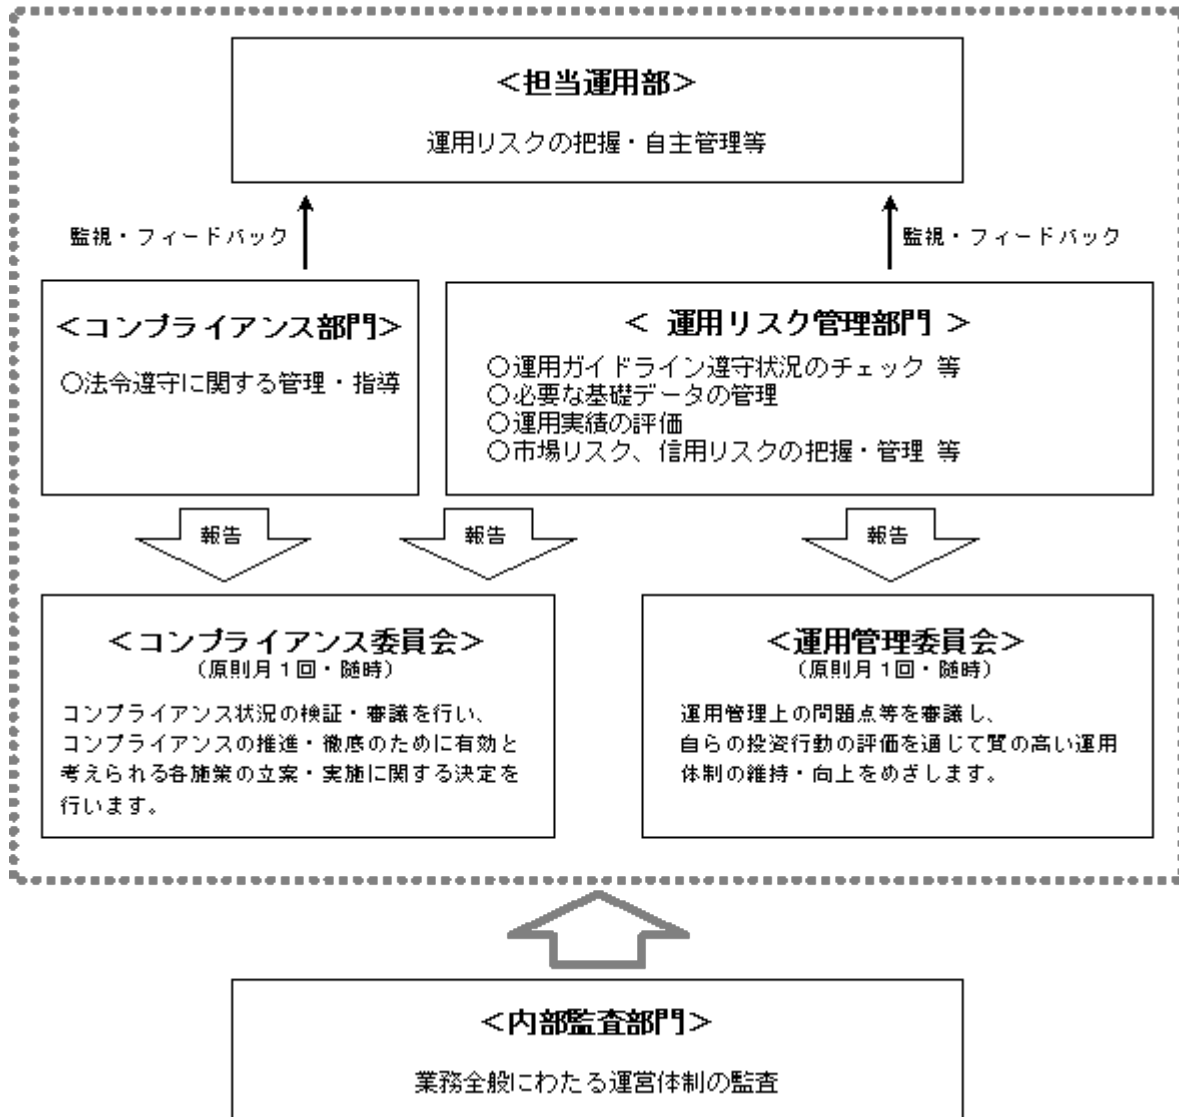 ＜担当運用部＞
運用リスクの把握・自主管理等
監視・フィードバック
監視・フィードバック
＜コンプライアンス部門＞
○法令遵守に関する管理・指導
＜ 運用リスク管理部門 ＞
○運用ガイドライン遵守状況のチェック 等
○必要な基礎データの管理
○運用実績の評価
○市場リスク、信用リスクの把握・管理 等
報告
報告
報告
＜コンプライアンス委員会＞
（原則月１回・随時）
コンプライアンス状況の検証・審議を行い、
コンプライアンスの推進・徹底のために有効と
考えられる各施策の立案・実施に関する決定を
行います。
＜運用管理委員会＞
（原則月１回・随時）
運用管理上の問題点等を審議し、
自らの投資行動の評価を通じて質の高い運用
体制の維持・向上をめざします。
＜内部監査部門＞
業務全般にわたる運営体制の監査